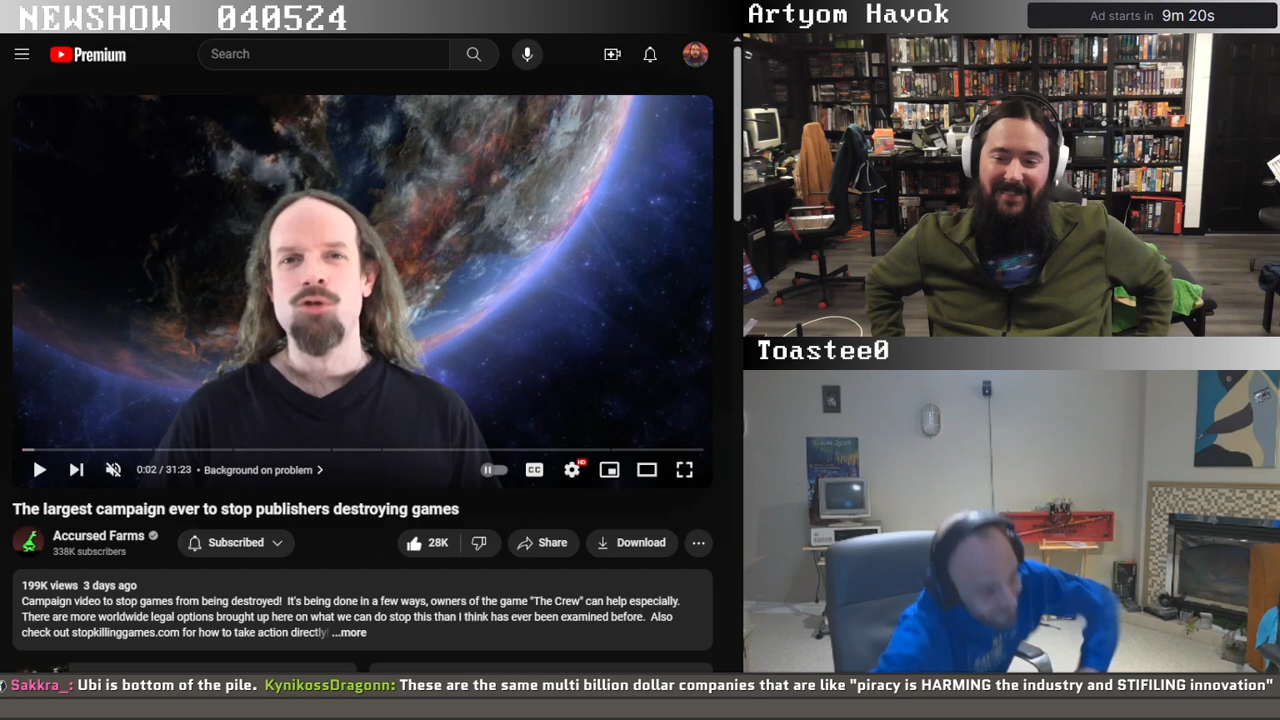 NEWSHOW 040524
Artyom Havok
Ad starts in 9m 20s
Premium
Search
0:02 / 31:23 • Background on problem >
CC
HD
The largest campaign ever to stop publishers destroying games
Accursed Farms
338K subscribers
Subscribed
28K
Share
Download
199K views 3 days ago
Campaign video to stop games from being destroyed! It's being done in a few ways, owners of the game "The Crew" can help especially.
There are more worldwide legal options brought up here on what we can do stop this than I think has ever been examined before. Also
check out stopkillinggames.com for how to take action directly! ...more
Toastee0
Sakkra_: Ubi is bottom of the pile. KynikossDragonn: These are the same multi billion dollar companies that are like "piracy is HARMING the industry and STIFILING innovation"